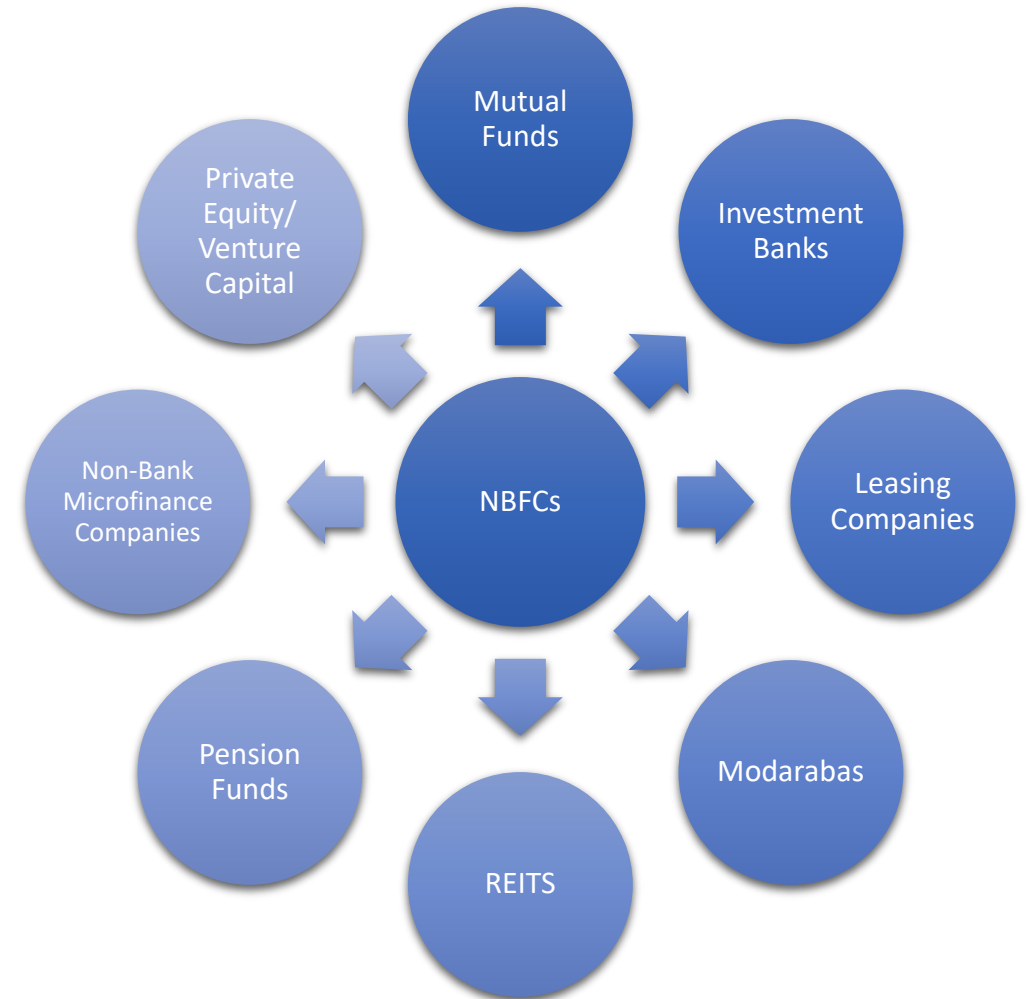 Mutual
Funds
Investment
Banks
Leasing
Companies
Modarabas
REITS
Pension
Funds
Non-Bank
Microfinance
Companies
Private
Equity/
Venture
Capital
NBFCs